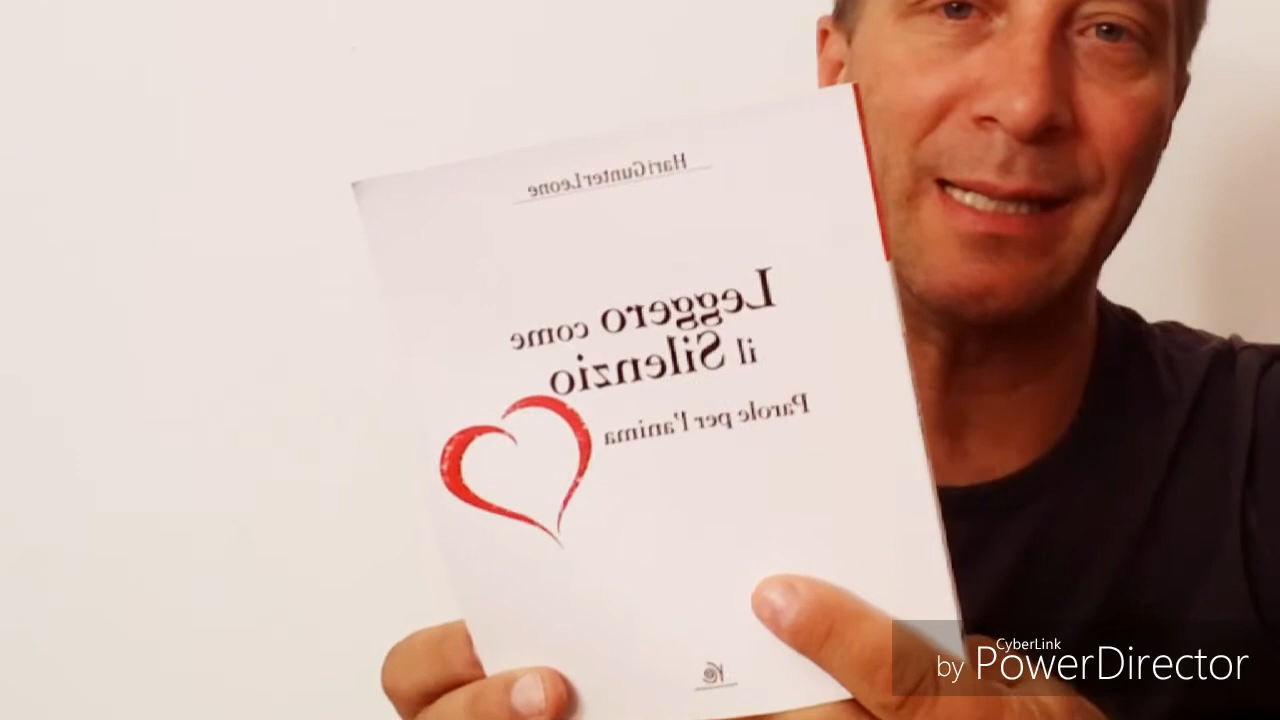 HariGunterLeone
Leggero come
il Silenzio
Parole per l'anima
CyberLink
by PowerDirector